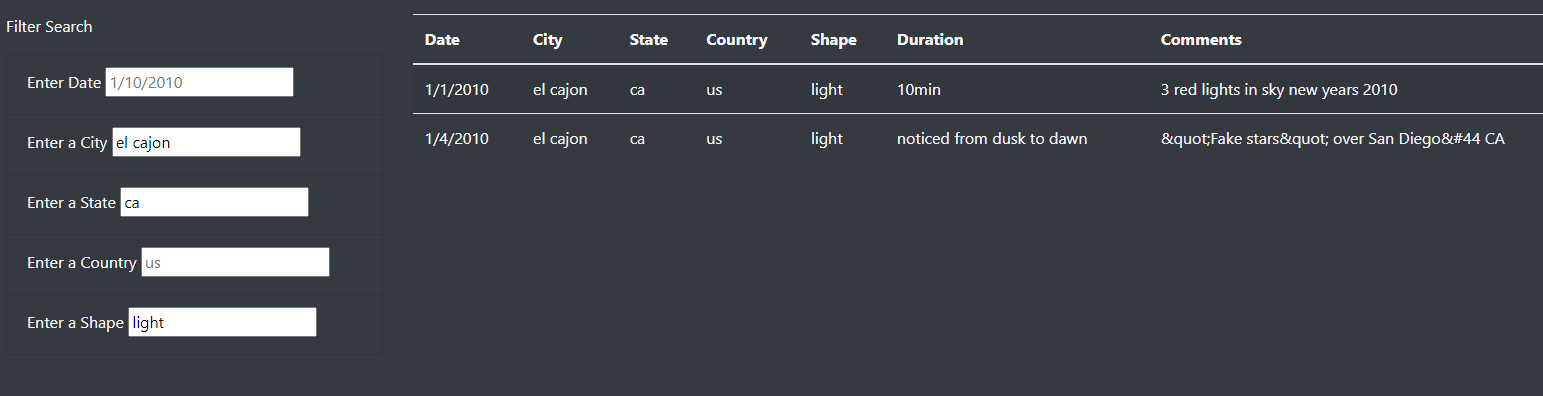 Filter Search
Enter Date 1/10/2010
Enter a City el cajon
Enter a State ca
Enter a Country us
Enter a Shape light
Date City State Country Shape Duration Comments
1/1/2010 el cajon ca us light 10min 3 red lights in sky new years 2010
1/4/2010 el cajon ca us light noticed from dusk to dawn &quot;Fake stars&quot; over San Diego&#44 CA